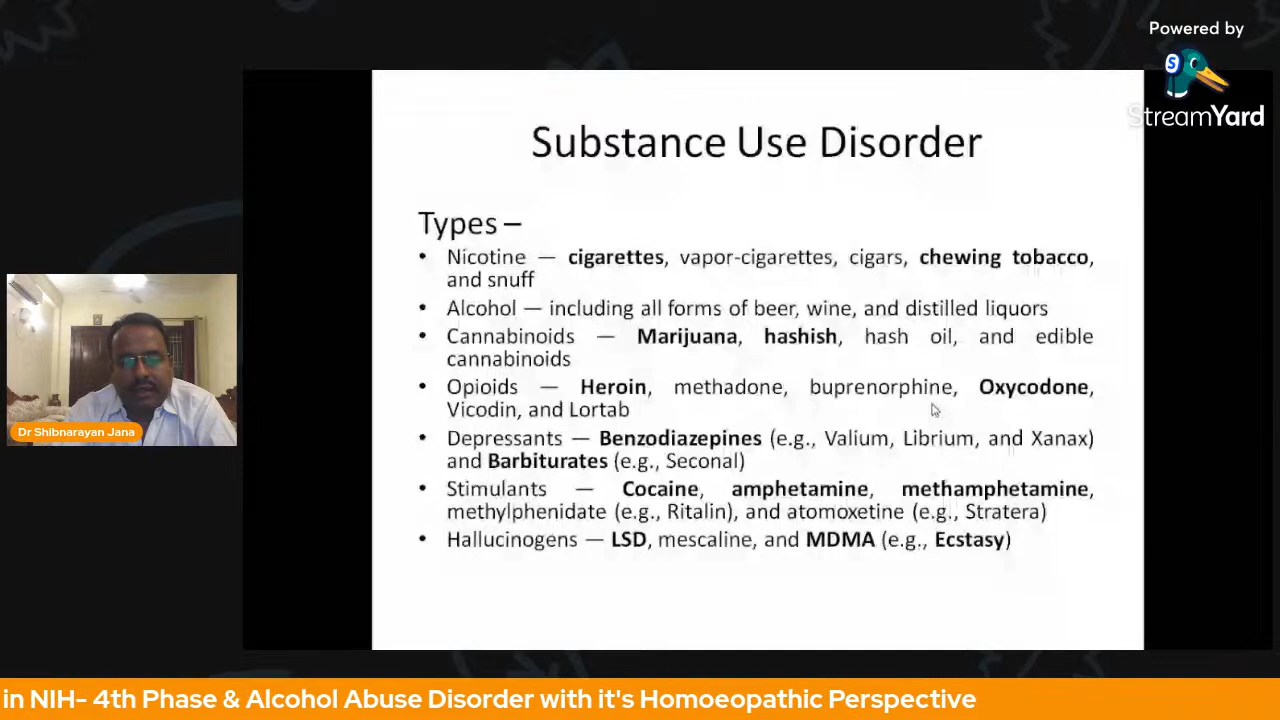 Powered by
StreamYard
Substance Use Disorder
Types –
• Nicotine — cigarettes, vapor-cigarettes, cigars, chewing tobacco,
and snuff
• Alcohol — including all forms of beer, wine, and distilled liquors
• Cannabinoids — Marijuana, hashish, hash oil, and edible
cannabinoids
• Opioids — Heroin, methadone, buprenorphine, Oxycodone,
Vicodin, and Lortab
• Depressants — Benzodiazepines (e.g., Valium, Librium, and Xanax)
and Barbiturates (e.g., Seconal)
• Stimulants — Cocaine, amphetamine, methamphetamine,
methylphenidate (e.g., Ritalin), and atomoxetine (e.g., Stratera)
• Hallucinogens — LSD, mescaline, and MDMA (e.g., Ecstasy)
Dr Shibnarayan Jana
in NIH- 4th Phase & Alcohol Abuse Disorder with it's Homoeopathic Perspective